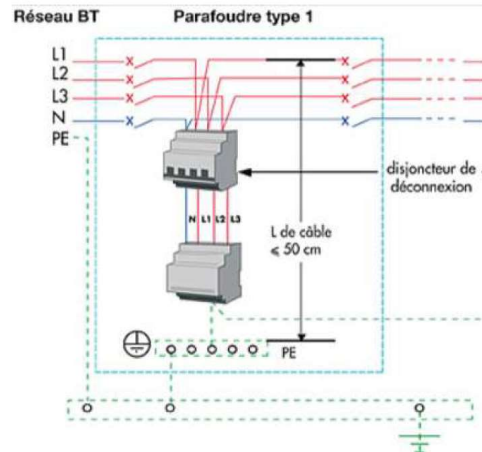 Réseau BT
Parafoudre type 1
L1
L2
L3
N
PE
disjoncteur de
déconnexion
N L1 L2 L3
L de câble
⩽ 50 cm
PE